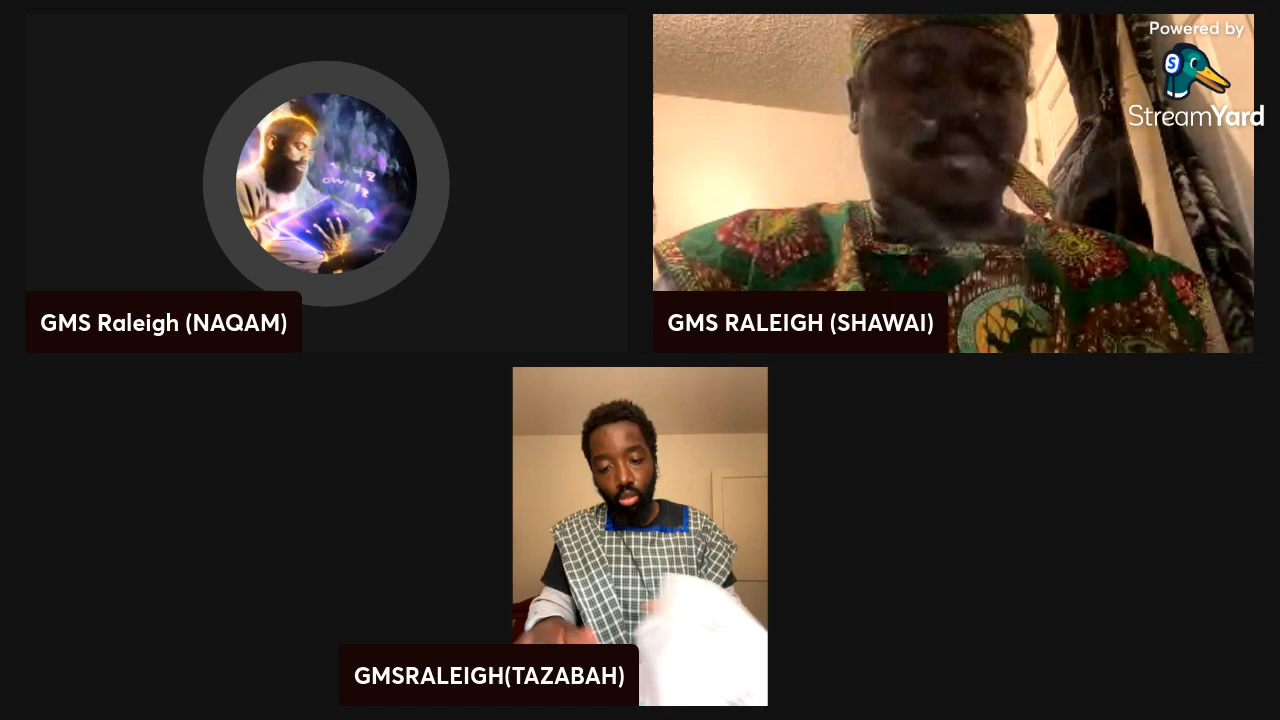 Powered by
S
StreamYard
GMS Raleigh (NAQAM)
GMS RALEIGH (SHAWAI)
GMSRALEIGH(TAZABAH)